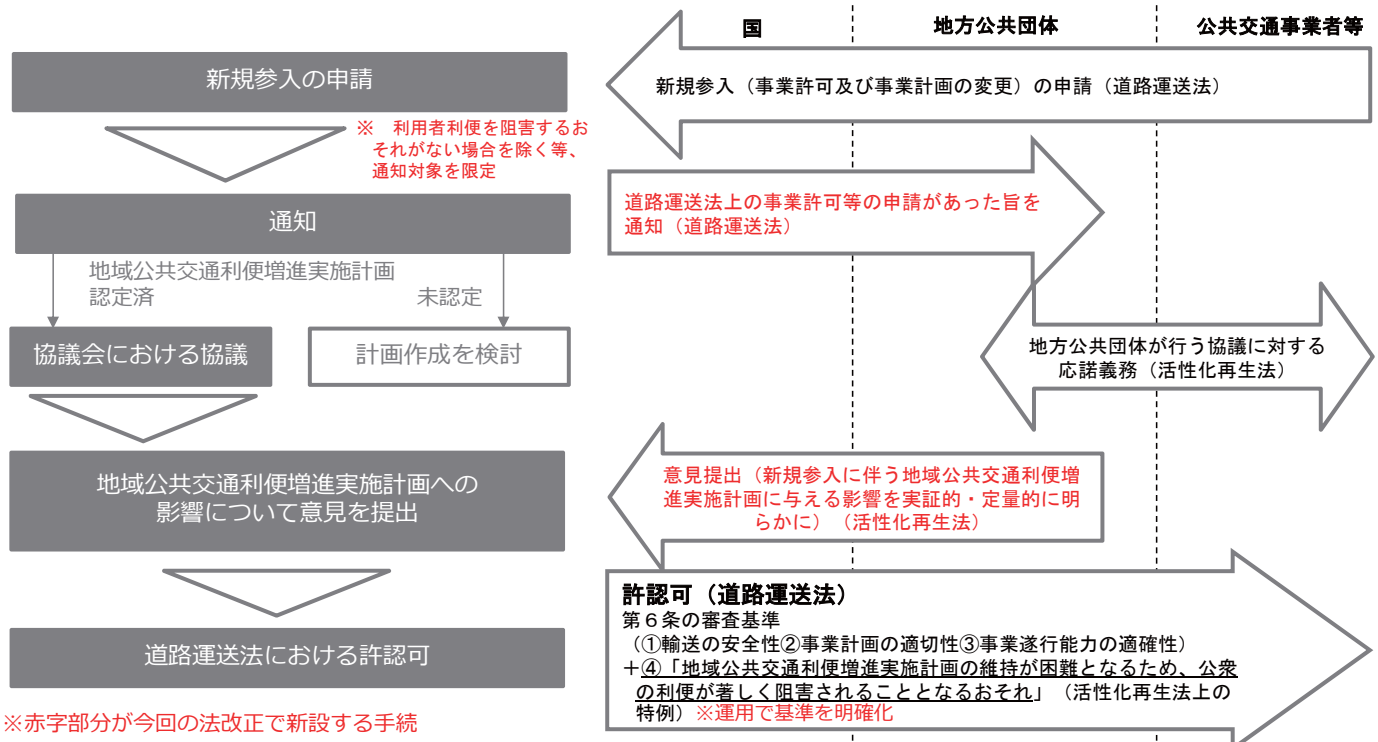 国
地方公共団体
公共交通事業者等
新規参入の申請
新規参入（事業許可及び事業計画の変更）の申請（道路運送法）
※　利用者利便を阻害するお
それがない場合を除く等、
通知対象を限定
通知
道路運送法上の事業許可等の申請があった旨を
通知（道路運送法）
地域公共交通利便増進実施計画
認定済
未認定
協議会における協議
計画作成を検討
地方公共団体が行う協議に対する
応諾義務（活性化再生法）
地域公共交通利便増進実施計画への
影響について意見を提出
意見提出（新規参入に伴う地域公共交通利便増
進実施計画に与える影響を実証的・定量的に明
らかに）（活性化再生法）
道路運送法における許認可
許認可（道路運送法）
第６条の審査基準
（①輸送の安全性②事業計画の適切性③事業遂行能力の適確性）
＋④「地域公共交通利便増進実施計画の維持が困難となるため、公衆
の利便が著しく阻害されることとなるおそれ」（活性化再生法上の
特例）※運用で基準を明確化
※赤字部分が今回の法改正で新設する手続